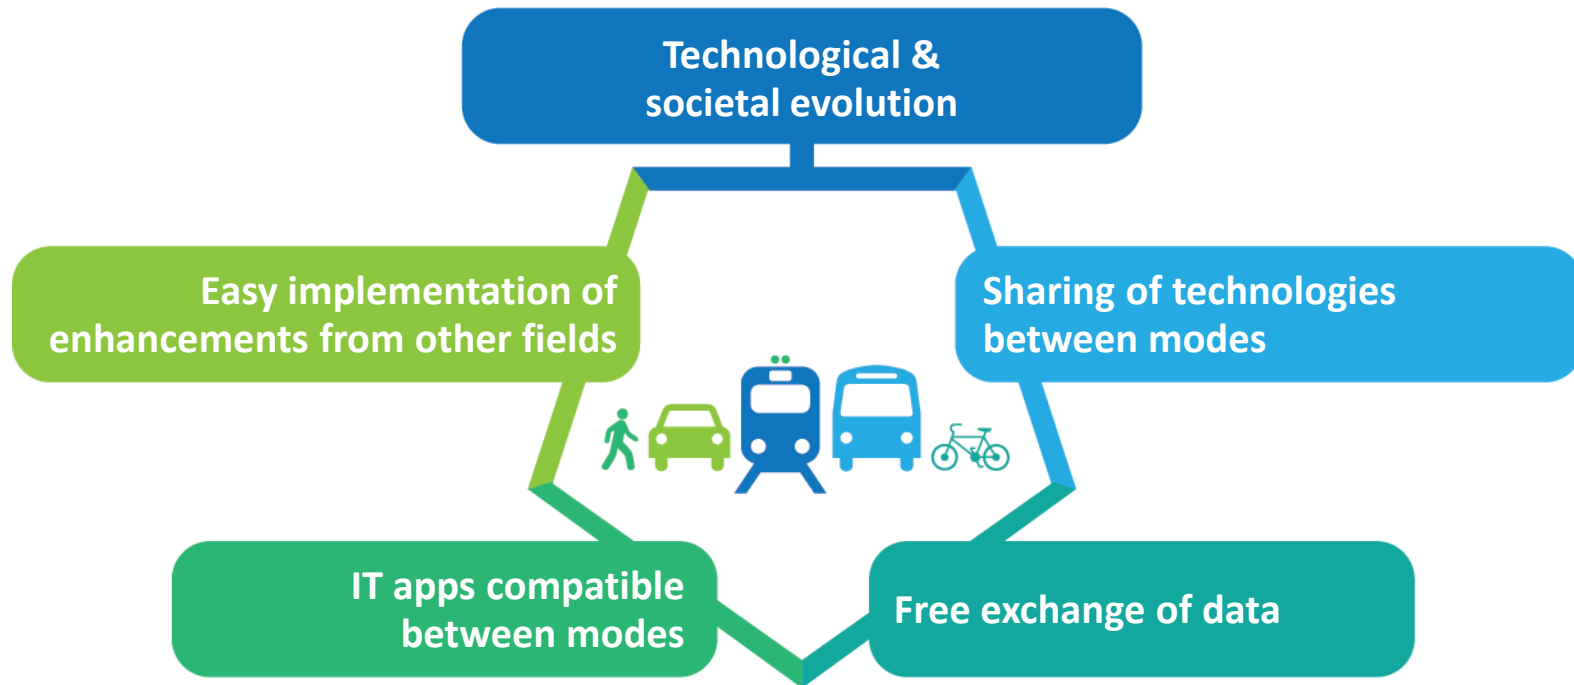 Technological &
societal evolution
Easy implementation of
enhancements from other fields
Sharing of technologies
between modes
IT apps compatible
between modes
Free exchange of data